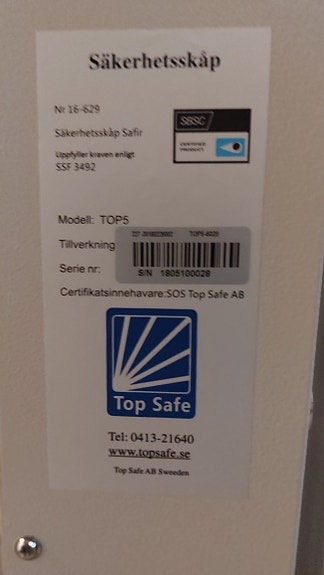 Säkerhetsskåp
Nr 16-629
SBSC
CERTIFIED
PRODUCT
Säkerhetsskåp Safir
Uppfyller kraven enligt
SSF 3492
Modell: TOP5
Tillverkning
Serie nr:
S/N 1805100028
Certifikatsinnehavare:SOS Top Safe AB
Top Safe
Tel: 0413-21640
www.topsafe.se
Top Safe AB Sweeden